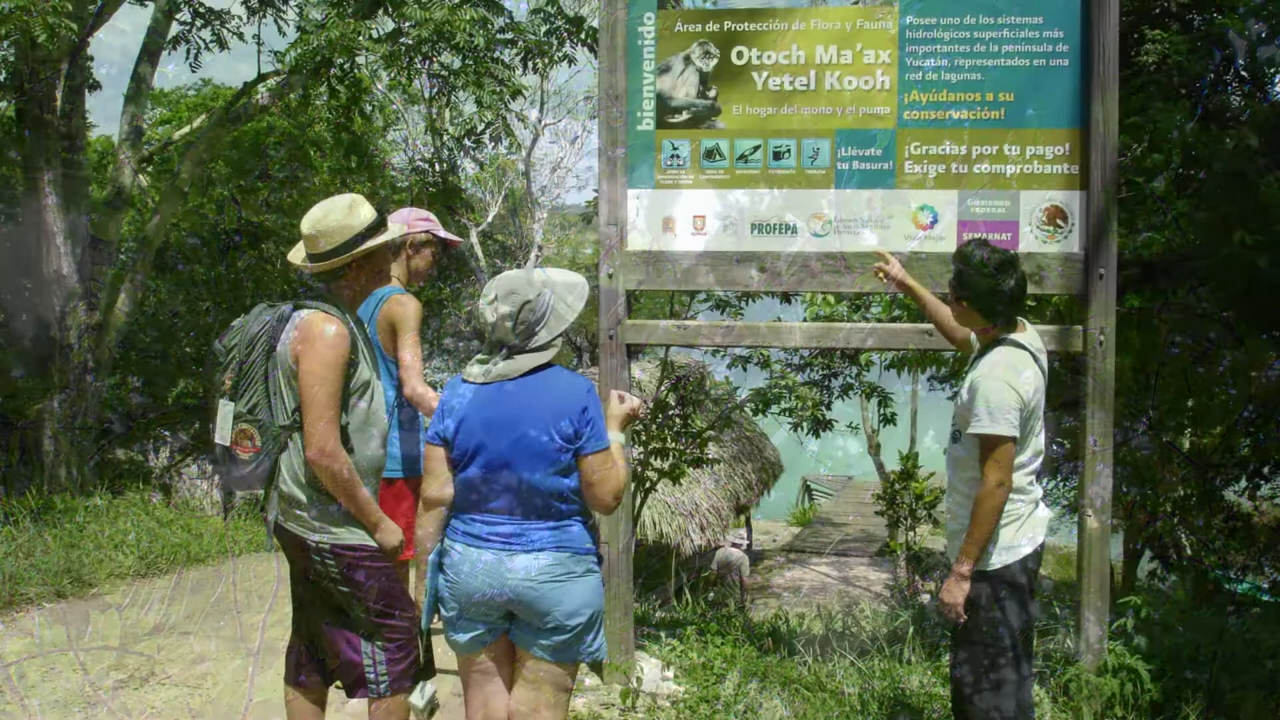 bienvenido
Área de Protección de Flora y Fauna
Otoch Ma'ax
Yetel Kooh
El hogar del mono y el puma
¡Llévate
tu Basura!
Posee uno de los sistemas
hidrológicos superficiales más
importantes de la península de
Yucatán, representados en una
red de lagunas.
¡Ayúdanos a su
conservación!
¡Gracias por tu pago!
Exige tu comprobante
PROFEPA
Vivir Mejor
GOBIERNO
FEDERAL
SEMARNAT